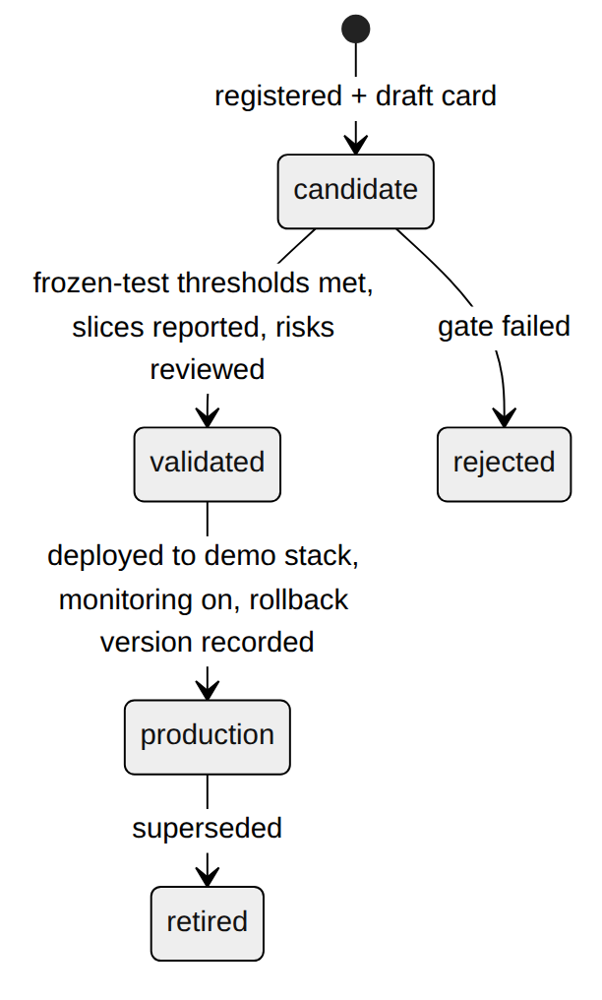 registered + draft card
candidate
frozen-test thresholds met,
slices reported, risks
reviewed
gate failed
validated
rejected
deployed to demo stack,
monitoring on, rollback
version recorded
production
superseded
retired